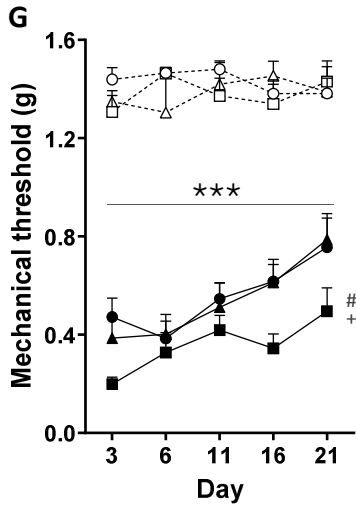 G
Mechanical threshold (g)
1.6
1.2
0.8
0.4
0.0
***
#
+
3 6 11 16 21
Day